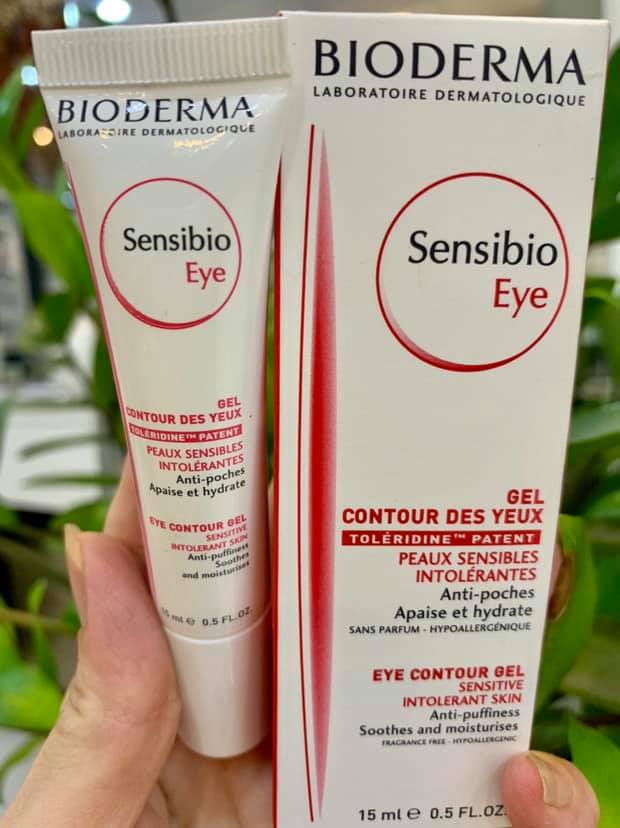 BIODERMA
LABORATOIRE DERMATOLOGIQUE
Sensibio
Eye
GEL
CONTOUR DES YEUX
TOLÉRIDINE™ PATENT
PEAUX SENSIBLES
INTOLÉRANTES
Anti-poches
Apaise et hydrate
EYE CONTOUR GEL
SENSITIVE
INTOLERANT SKIN
Anti-puffiness
Soothes
and moisturises
15 ml e 0.5 FL.OZ.
BIODERMA
LABORATOIRE DERMATOLOGIQUE
Sensibio
Eye
GEL
CONTOUR DES YEUX
TOLÉRIDINE™ PATENT
PEAUX SENSIBLES
INTOLÉRANTES
Anti-poches
Apaise et hydrate
SANS PARFUM - HYPOALLERGÉNIQUE
EYE CONTOUR GEL
SENSITIVE
INTOLERANT SKIN
Anti-puffiness
Soothes and moisturises
FRAGRANCE FREE - HYPOALLERGENIC
15 ml e 0.5 FL.OZ.